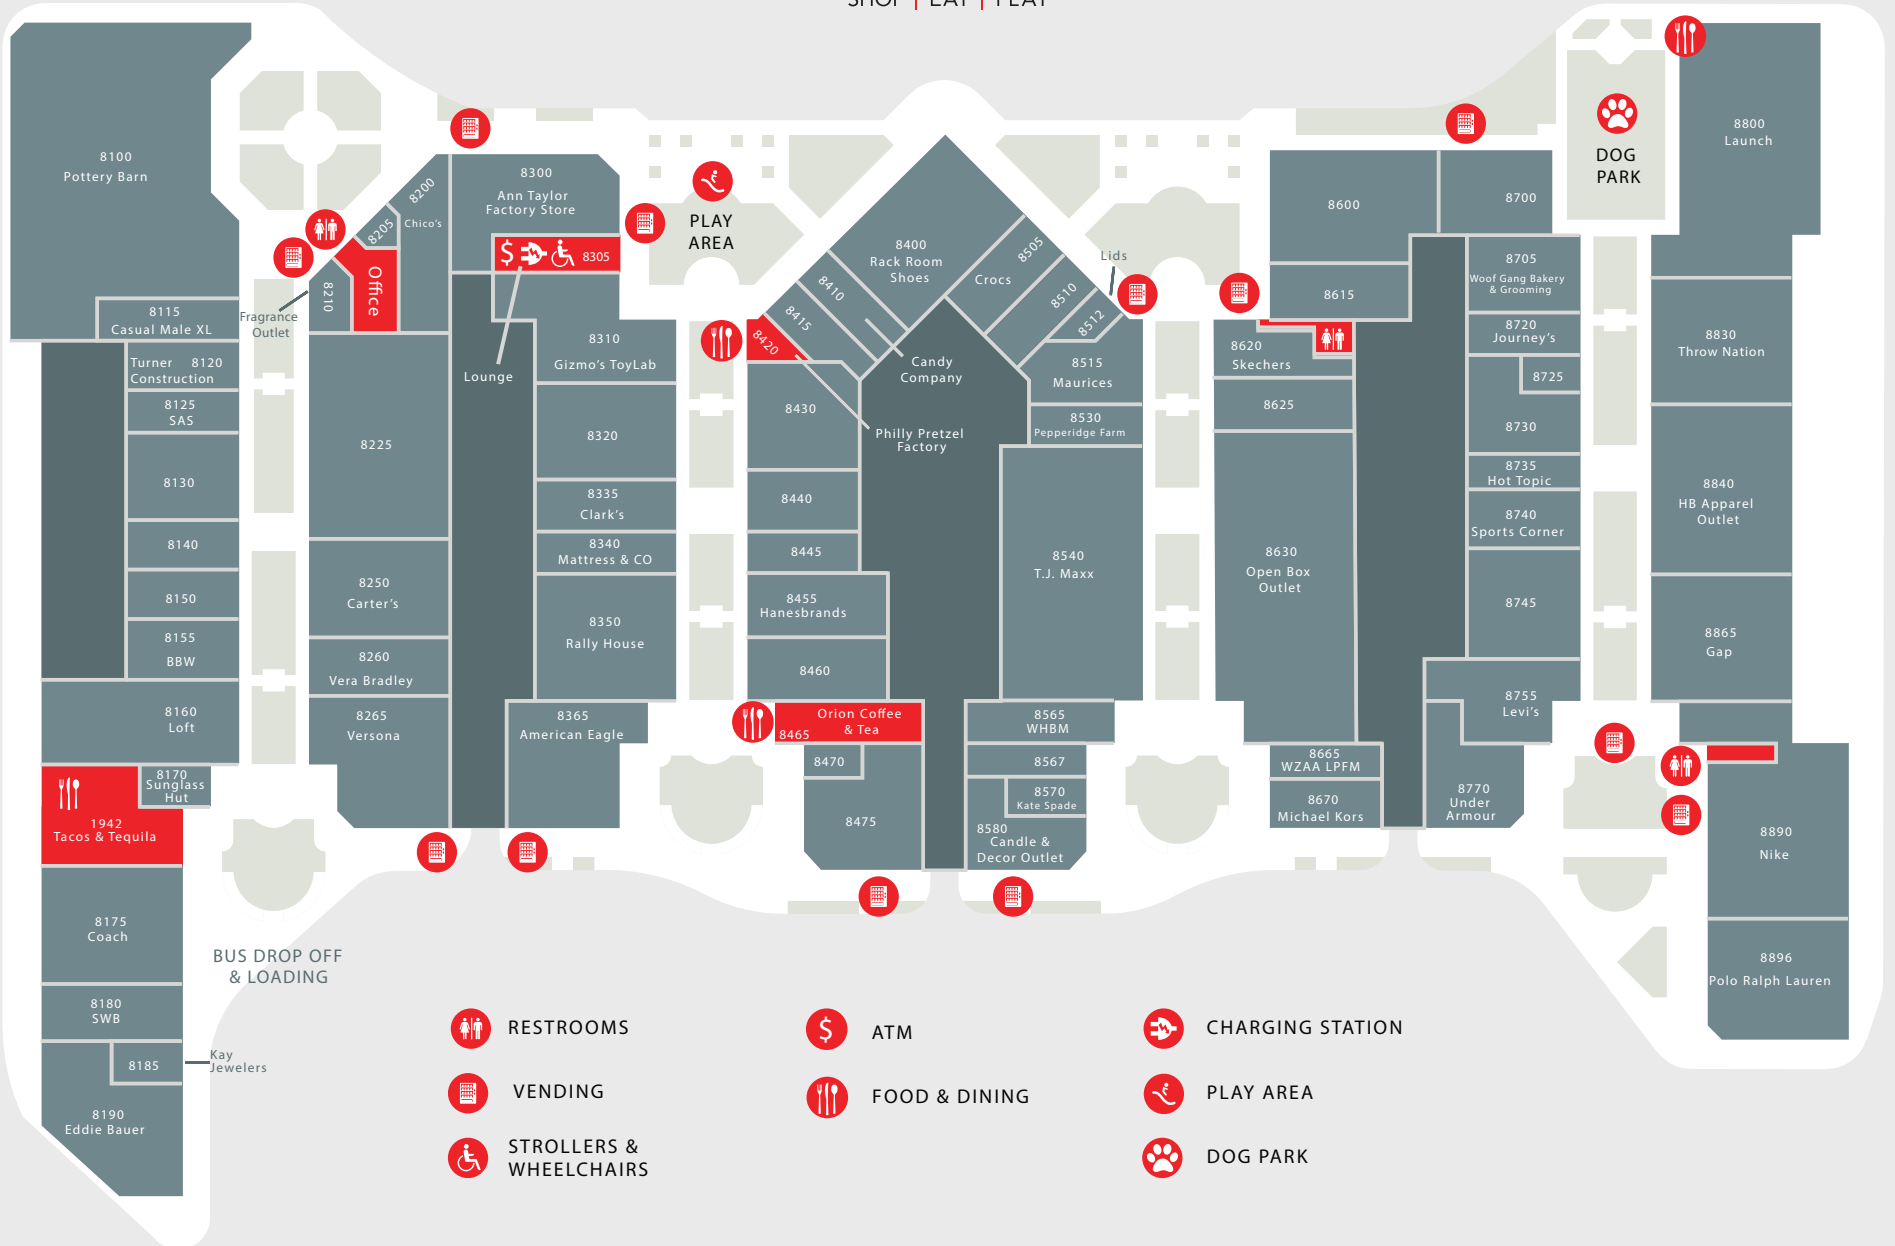 SHOP | EAT | PLAY
8100
Pottery Barn
8115
Casual Male XL
Turner 8120
Construction
8125
SAS
8130
8140
8150
8155
BBW
8160
Loft
8170
Sunglass
Hut
1942
Tacos & Tequila
8175
Coach
8180
SWB
8185
Kay
Jewelers
8190
Eddie Bauer
BUS DROP OFF
& LOADING
8200
Chico's
8205
Office
8210
Fragrance
Outlet
8225
8250
Carter's
8260
Vera Bradley
8265
Versona
8300
Ann Taylor
Factory Store
$ 8305
Lounge
8310
Gizmo's ToyLab
8320
8335
Clark's
8340
Mattress & CO
8350
Rally House
8365
American Eagle
PLAY
AREA
8400
Rack Room
Shoes
8410
8415
8420
Candy
Company
Philly Pretzel
Factory
8430
8440
8445
8455
Hanesbrands
8460
Orion Coffee
& Tea
8465
8470
8475
8505
Crocs
8510
8512
Lids
8515
Maurices
8530
Pepperidge Farm
8540
T.J. Maxx
8565
WHBM
8567
8570
Kate Spade
8580
Candle &
Decor Outlet
8600
8615
8620
Skechers
8625
8630
Open Box
Outlet
8665
WZAA LPFM
8670
Michael Kors
8700
8705
Woof Gang Bakery
& Grooming
8720
Journey's
8725
8730
8735
Hot Topic
8740
Sports Corner
8745
8755
Levi's
8770
Under
Armour
DOG
PARK
8800
Launch
8830
Throw Nation
8840
HB Apparel
Outlet
8865
Gap
8890
Nike
8896
Polo Ralph Lauren
RESTROOMS
VENDING
STROLLERS &
WHEELCHAIRS
$ ATM
FOOD & DINING
CHARGING STATION
PLAY AREA
DOG PARK